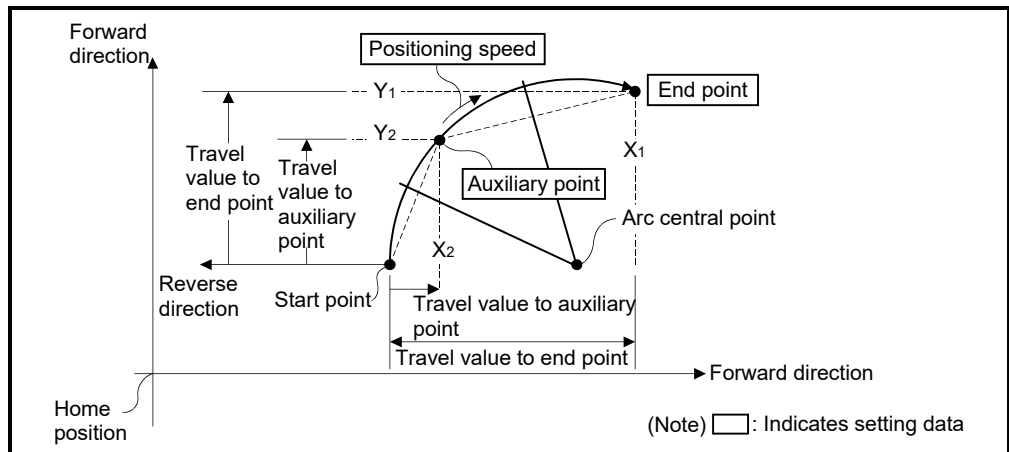 Forward
direction
Positioning speed
Y1
End point
Y2
Travel
value to
end point
Travel
value to
auxiliary
point
X1
Auxiliary point
Arc central point
X2
Reverse
direction
Start point
Travel value to auxiliary
point
Travel value to end point
Forward direction
Home
position
(Note) : Indicates setting data